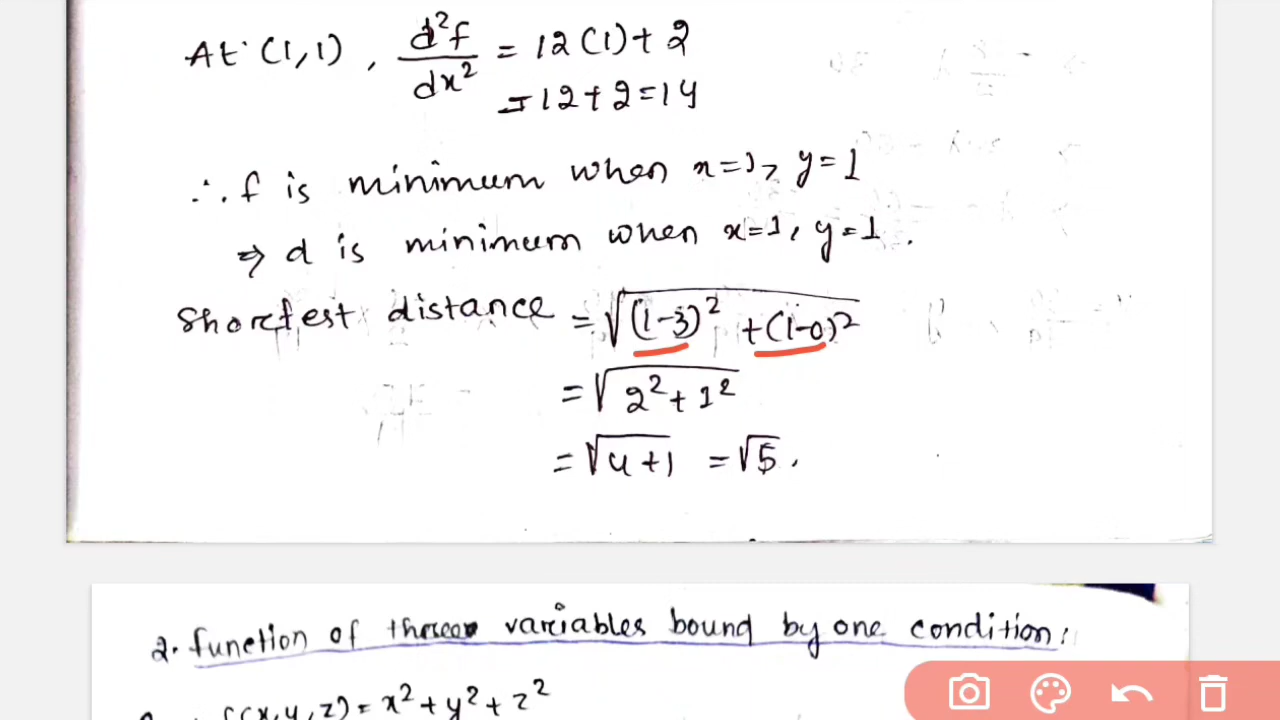 At (1,1), d²f/dx² = 12(1)+2
=12+2=14
∴ f is minimum when x=1, y=1
⇒ d is minimum when x=1, y=1.
Shortest distance = √(1-3)² +(1-0)²
= √2²+1²
= √4+1 = √5.
2. function of three variables bound by one condition:
f(x,y,z)=x²+y²+z²